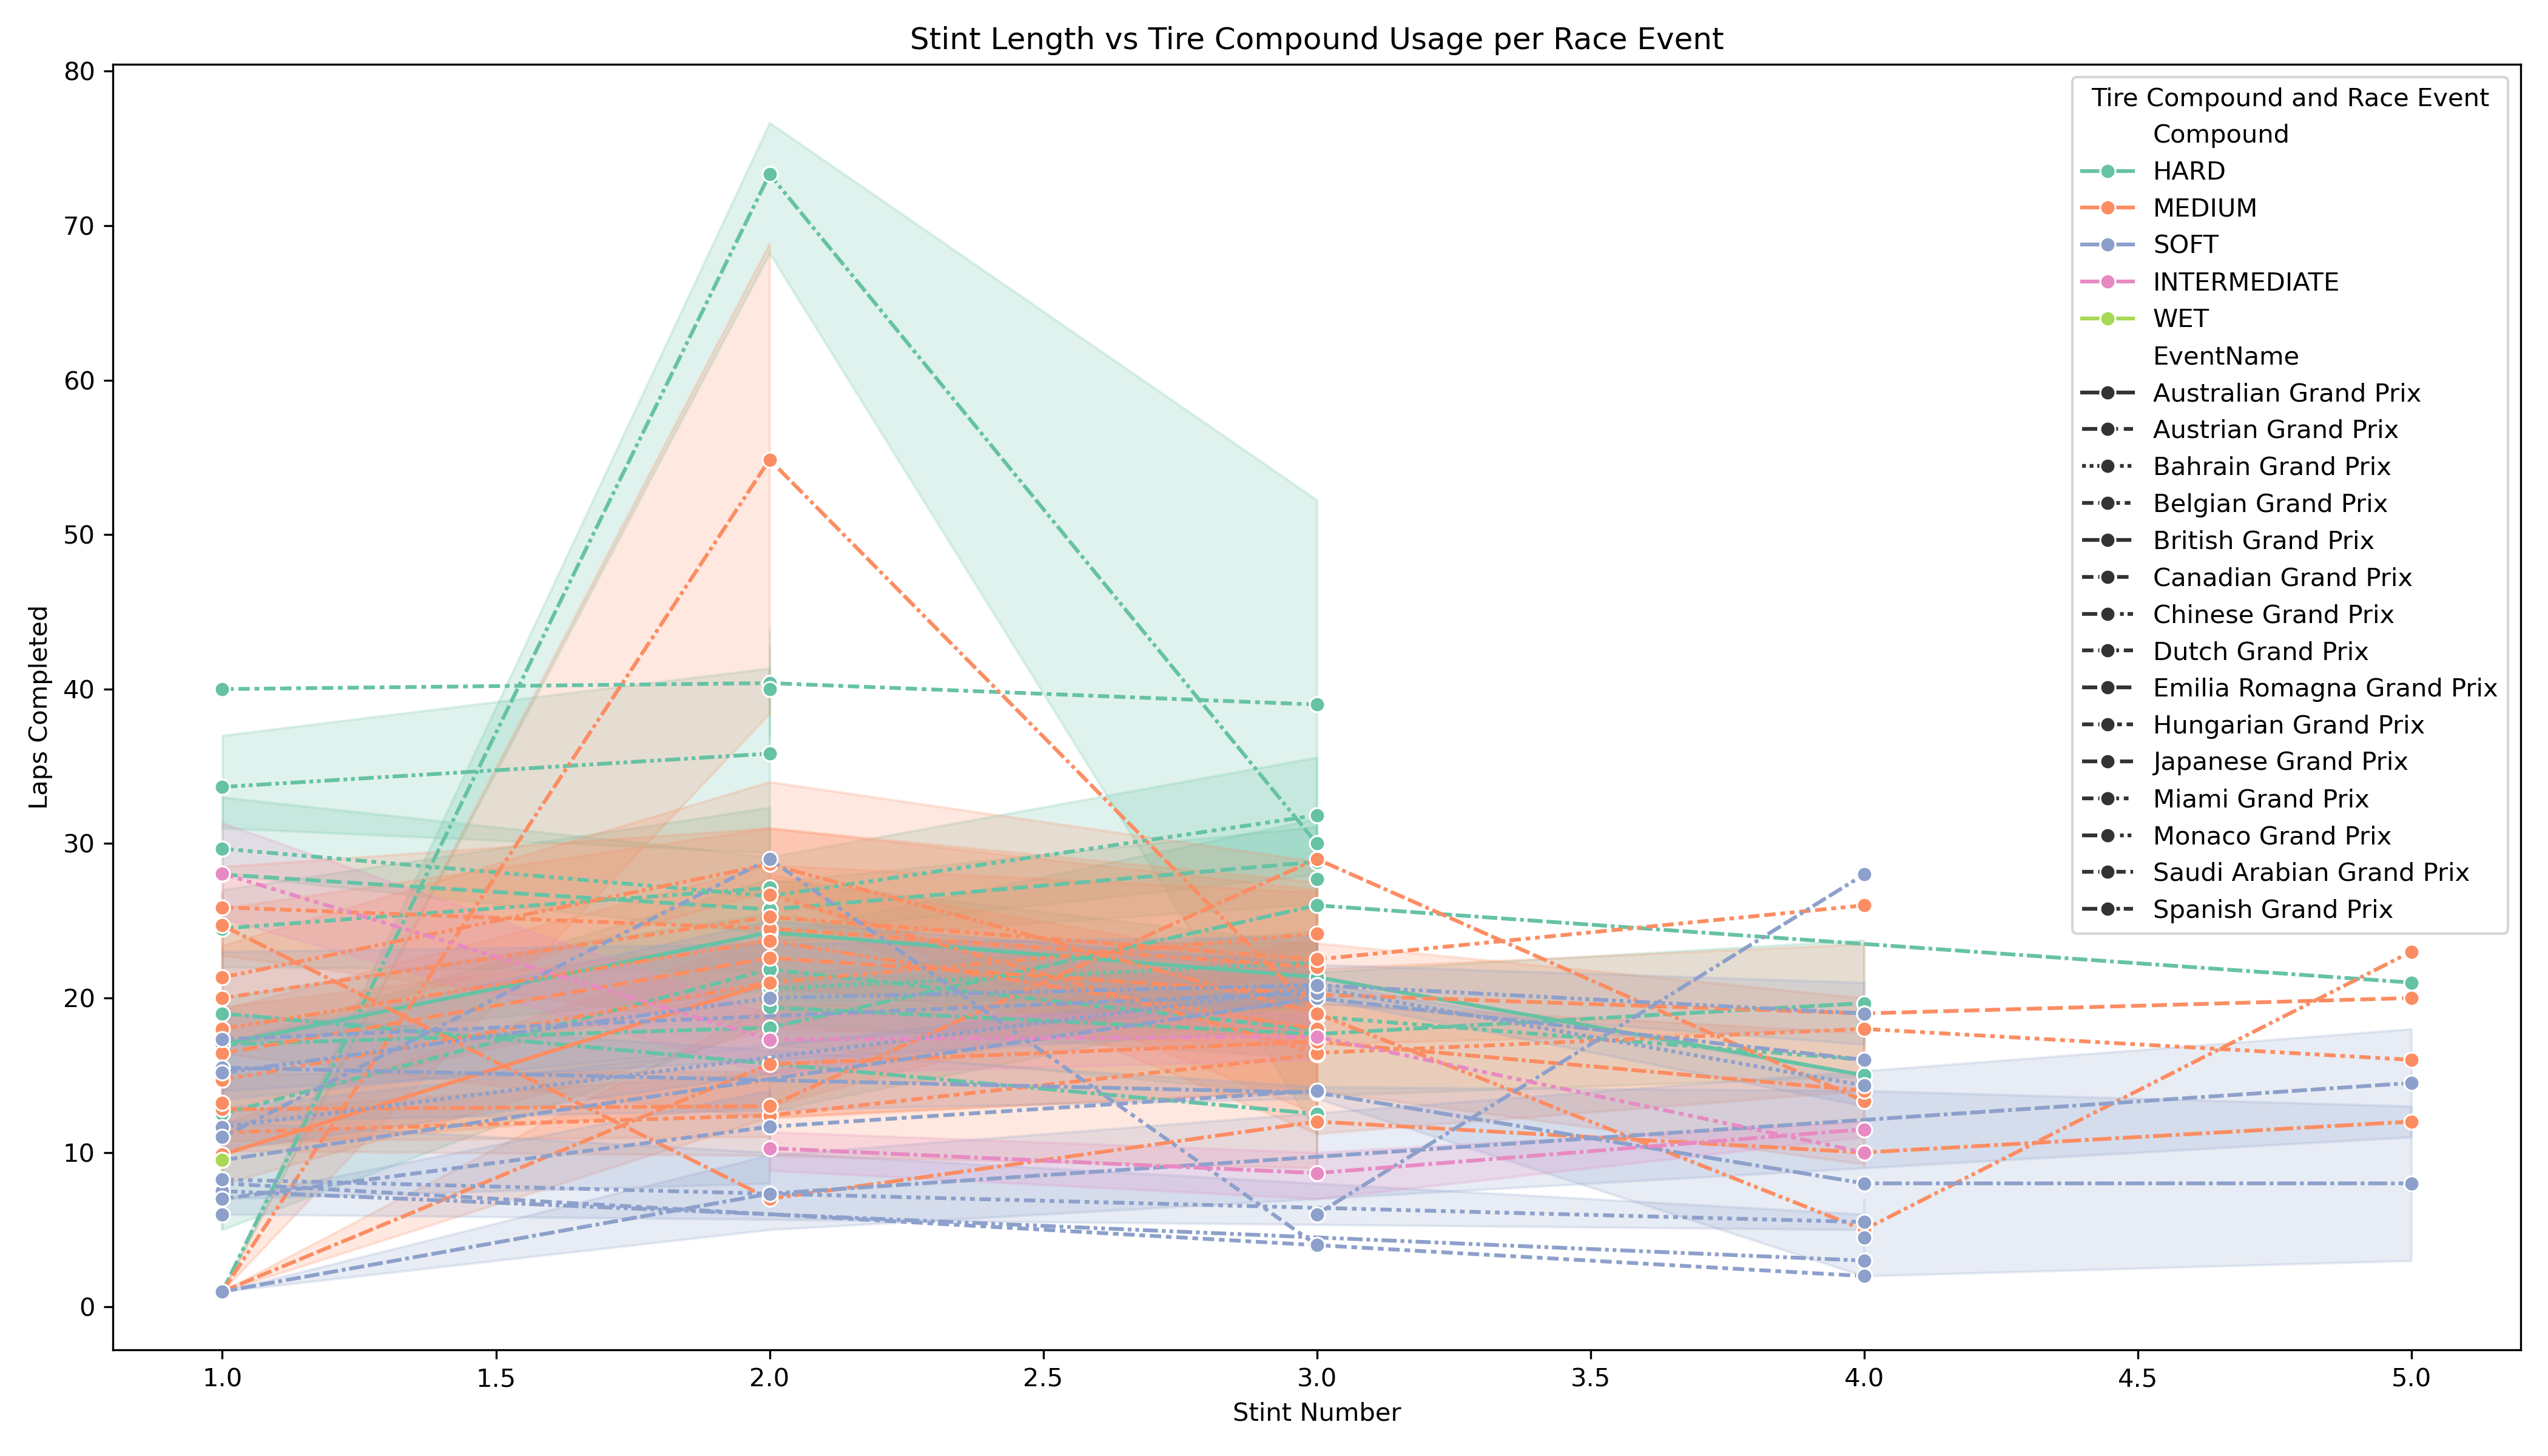 Stint Length vs Tire Compound Usage per Race Event
80
70
60
50
40
30
20
10
0
Laps Completed
1.0 1.5 2.0 2.5 3.0 3.5 4.0 4.5 5.0
Stint Number
Tire Compound and Race Event
Compound
HARD
MEDIUM
SOFT
INTERMEDIATE
WET
EventName
Australian Grand Prix
Austrian Grand Prix
Bahrain Grand Prix
Belgian Grand Prix
British Grand Prix
Canadian Grand Prix
Chinese Grand Prix
Dutch Grand Prix
Emilia Romagna Grand Prix
Hungarian Grand Prix
Japanese Grand Prix
Miami Grand Prix
Monaco Grand Prix
Saudi Arabian Grand Prix
Spanish Grand Prix